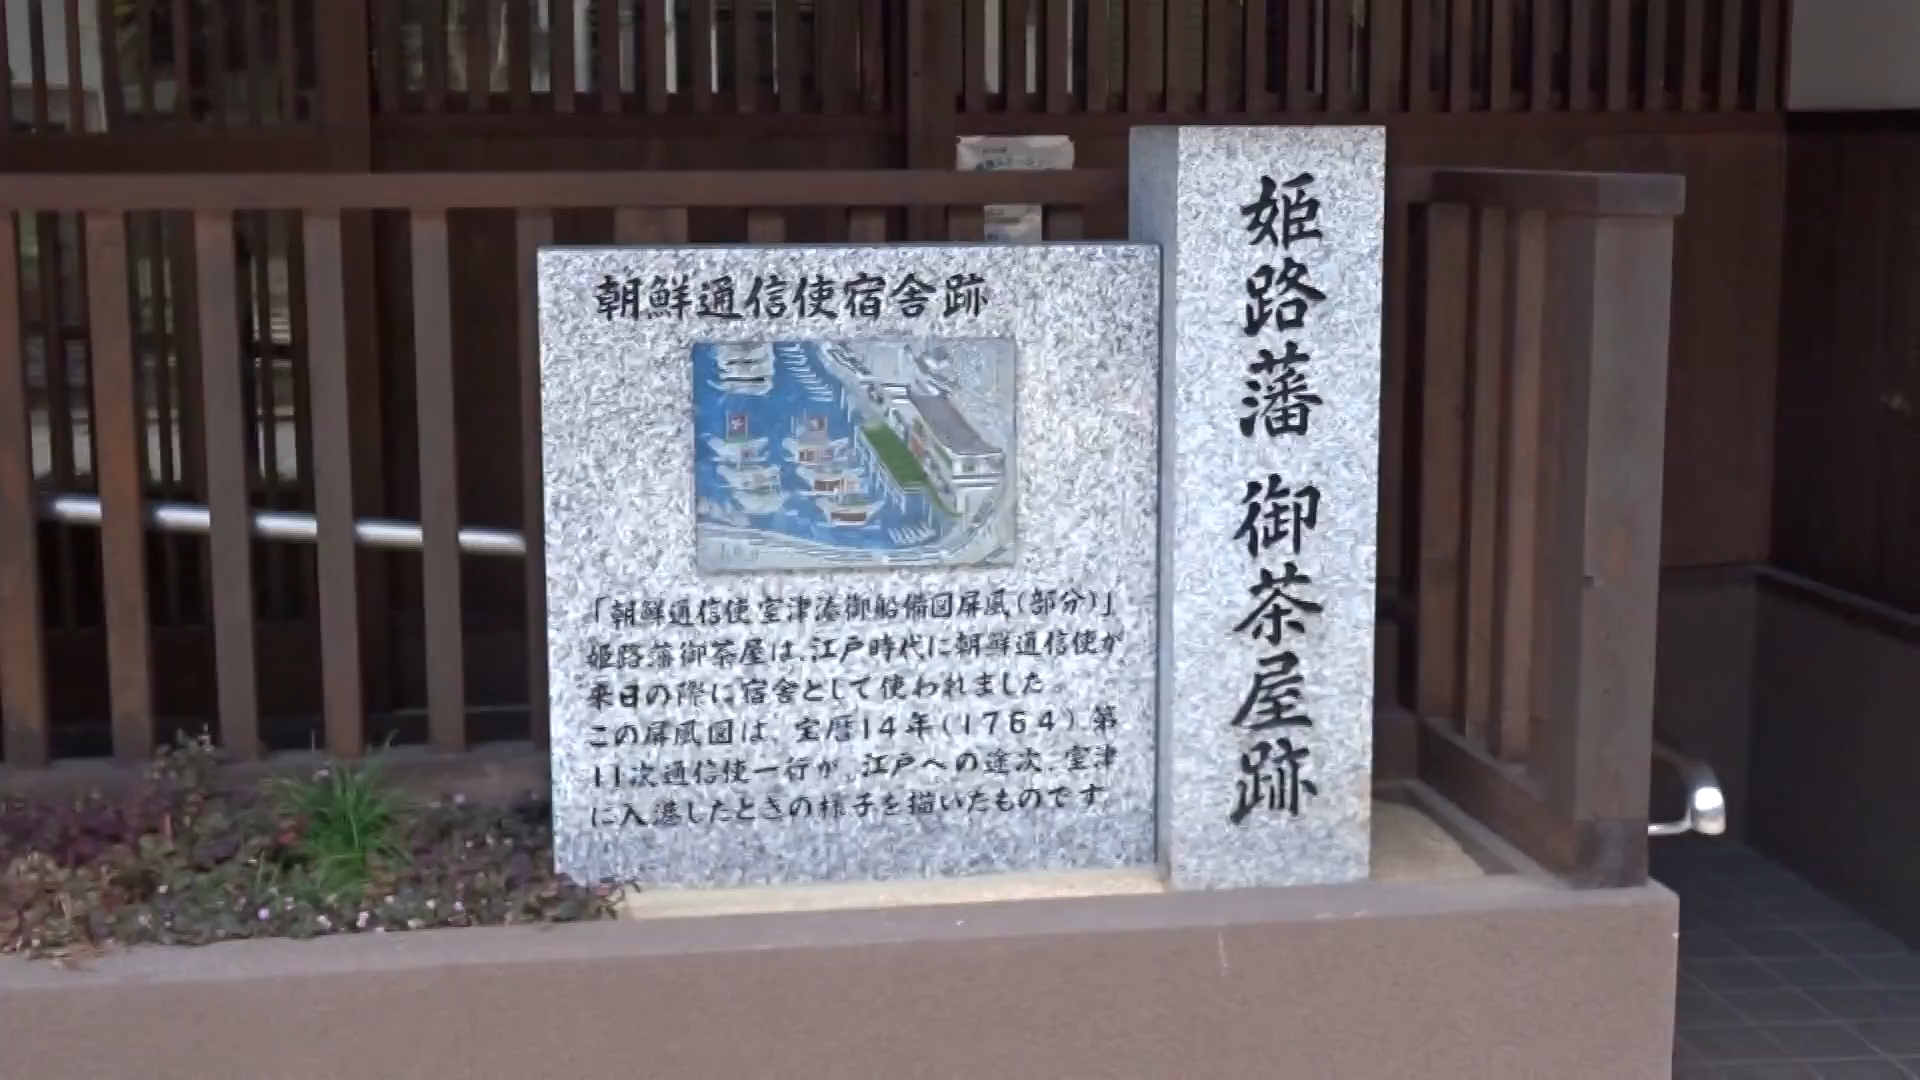 朝鮮通信使宿舎跡
「朝鮮通信使室津湊御船備図屏風(部分)」
姫路藩御茶屋は、江戸時代に朝鮮通信使が
来日の際に宿舎として使われました。
この屏風図は、宝暦14年(1764)第
11次通信使一行が、江戸への途次、室津
に入港したときの様子を描いたものです
姫路藩 御茶屋跡